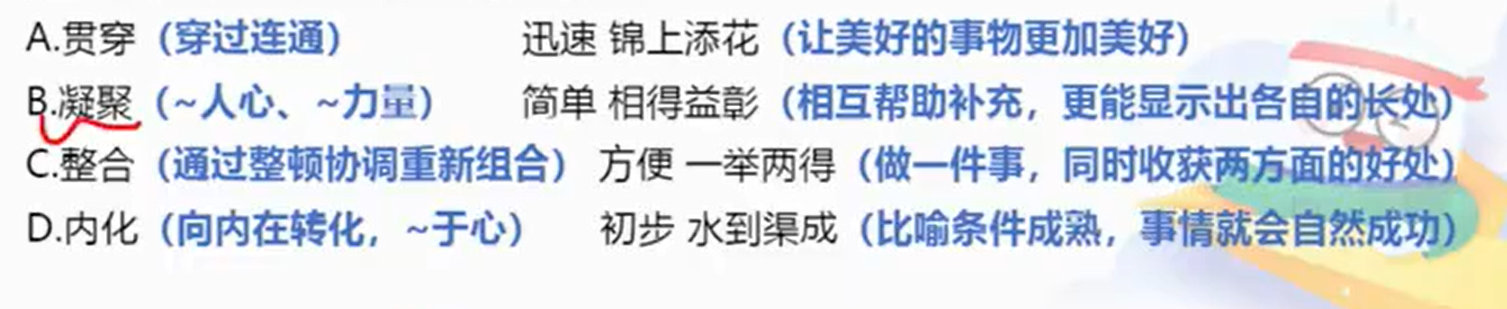 A.贯穿（穿过连通） 迅速 锦上添花（让美好的事物更加美好）
B.凝聚（~人心、~力量） 简单 相得益彰（相互帮助补充，更能显示出各自的长处）
C.整合（通过整顿协调重新组合） 方便 一举两得（做一件事，同时收获两方面的好处）
D.内化（向内在转化，~于心） 初步 水到渠成（比喻条件成熟，事情就会自然成功）